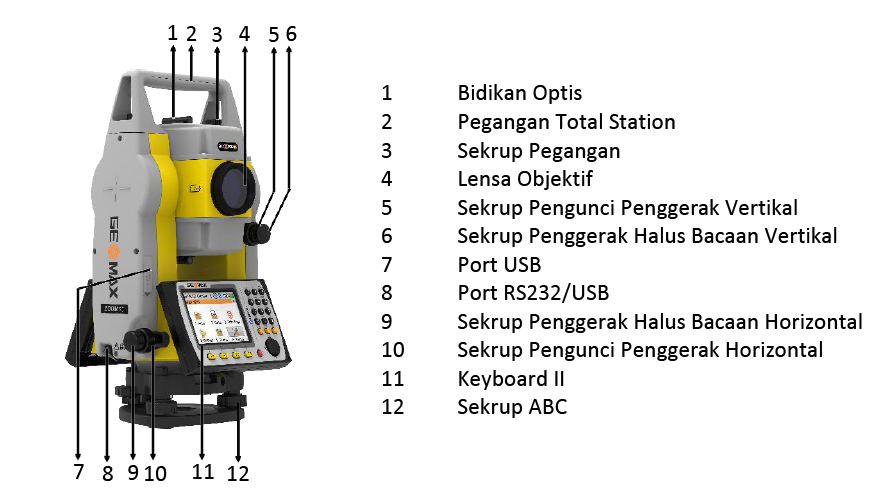 1 2 3 4 5 6
GEOMAX
1 Bidikan Optis
2 Pegangan Total Station
3 Sekrup Pegangan
4 Lensa Objektif
5 Sekrup Pengunci Penggerak Vertikal
6 Sekrup Penggerak Halus Bacaan Vertikal
7 Port USB
8 Port RS232/USB
9 Sekrup Penggerak Halus Bacaan Horizontal
10 Sekrup Pengunci Penggerak Horizontal
11 Keyboard II
12 Sekrup ABC
7 8 9 10 11 12